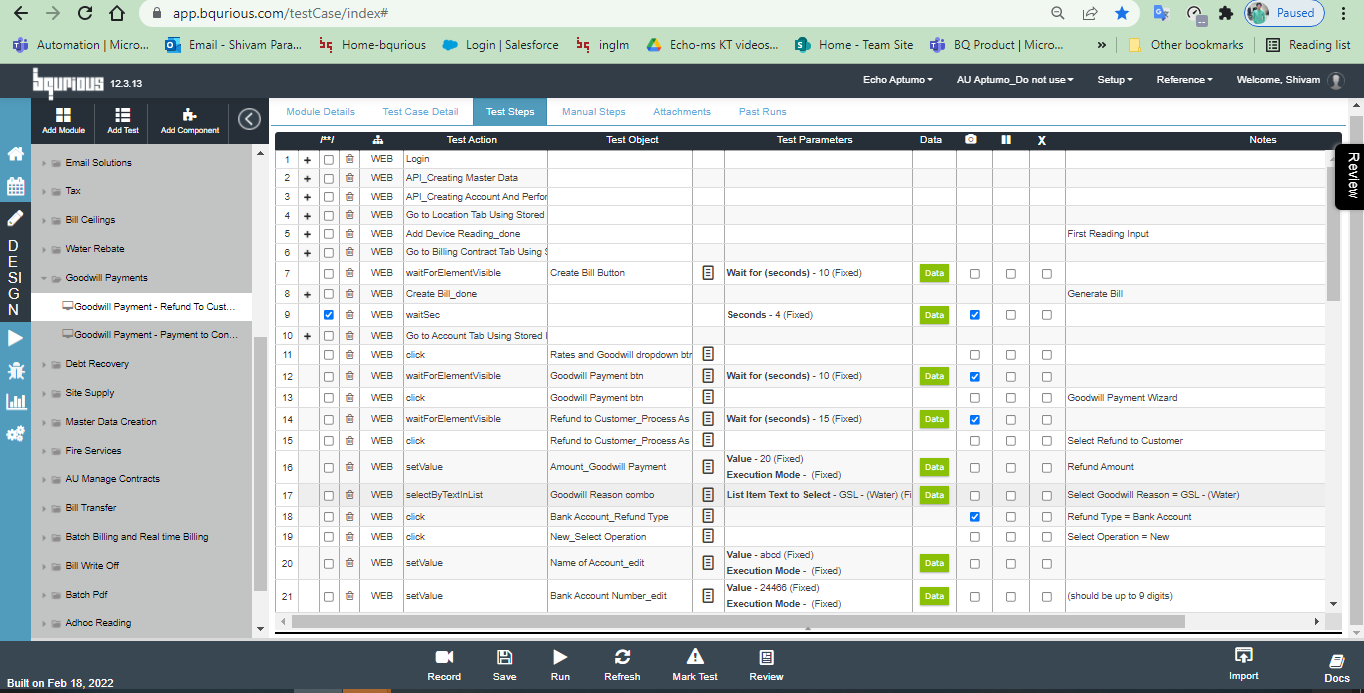 app.bqurious.com/testCase/index#
Paused
Automation | Micro...
Email - Shivam Para...
Home-bqurious
Login | Salesforce
inglm
Echo-ms KT videos...
Home - Team Site
BQ Product | Micro...
»
Other bookmarks
Reading list
bqurious 12.3.13
Echo Aptumo
AU Aptumo_Do not use
Setup
Reference
Welcome, Shivam
Add Module
Add Test
Add Component
Module Details
Test Case Detail
Test Steps
Manual Steps
Attachments
Past Runs
DESIGN
Email Solutions
Tax
Bill Ceilings
Water Rebate
Goodwill Payments
Goodwill Payment - Refund To Cust...
Goodwill Payment - Payment to Con...
Debt Recovery
Site Supply
Master Data Creation
Fire Services
AU Manage Contracts
Bill Transfer
Batch Billing and Real time Billing
Bill Write Off
Batch Pdf
Adhoc Reading
/**/ Test Action Test Object Test Parameters Data X Notes
1 + WEB Login
2 + WEB API_Creating Master Data
3 + WEB API_Creating Account And Perfor
4 + WEB Go to Location Tab Using Stored
5 + WEB Add Device Reading_done First Reading Input
6 + WEB Go to Billing Contract Tab Using S
7 WEB waitForElementVisible Create Bill Button Wait for (seconds) - 10 (Fixed) Data
8 + WEB Create Bill_done Generate Bill
9 WEB waitSec Seconds - 4 (Fixed) Data
10 + WEB Go to Account Tab Using Stored
11 WEB click Rates and Goodwill dropdown btn
12 WEB waitForElementVisible Goodwill Payment btn Wait for (seconds) - 10 (Fixed) Data
13 WEB click Goodwill Payment btn Goodwill Payment Wizard
14 WEB waitForElementVisible Refund to Customer_Process As Wait for (seconds) - 15 (Fixed) Data
15 WEB click Refund to Customer_Process As Select Refund to Customer
16 WEB setValue Amount_Goodwill Payment Value - 20 (Fixed) Data Refund Amount
Execution Mode - (Fixed)
17 WEB selectByTextInList Goodwill Reason combo List Item Text to Select - GSL - (Water) (Fi Data Select Goodwill Reason = GSL - (Water)
18 WEB click Bank Account_Refund Type Refund Type = Bank Account
19 WEB click New_Select Operation Select Operation = New
20 WEB setValue Name of Account_edit Value - abcd (Fixed) Data
Execution Mode - (Fixed)
21 WEB setValue Bank Account Number_edit Value - 24466 (Fixed) Data (should be up to 9 digits)
Execution Mode - (Fixed)
Review
Record
Save
Run
Refresh
Mark Test
Review
Import
Docs
Built on Feb 18, 2022